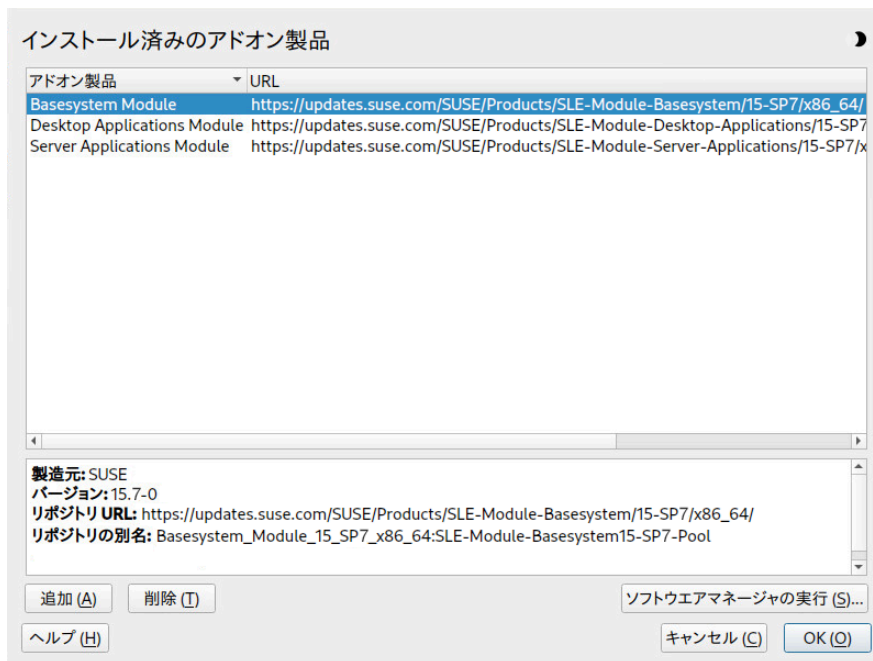 インストール済みのアドオン製品
アドオン製品 URL
Basesystem Module https://updates.suse.com/SUSE/Products/SLE-Module-Basesystem/15-SP7/x86_64/
Desktop Applications Module https://updates.suse.com/SUSE/Products/SLE-Module-Desktop-Applications/15-SP7
Server Applications Module https://updates.suse.com/SUSE/Products/SLE-Module-Server-Applications/15-SP7/x
製造元: SUSE
バージョン: 15.7-0
リポジトリ URL: https://updates.suse.com/SUSE/Products/SLE-Module-Basesystem/15-SP7/x86_64/
リポジトリの別名: Basesystem_Module_15_SP7_x86_64:SLE-Module-Basesystem15-SP7-Pool
追加 (A) 削除 (T) ソフトウエアマネージャの実行 (S)...
ヘルプ (H) キャンセル (C) OK (O)